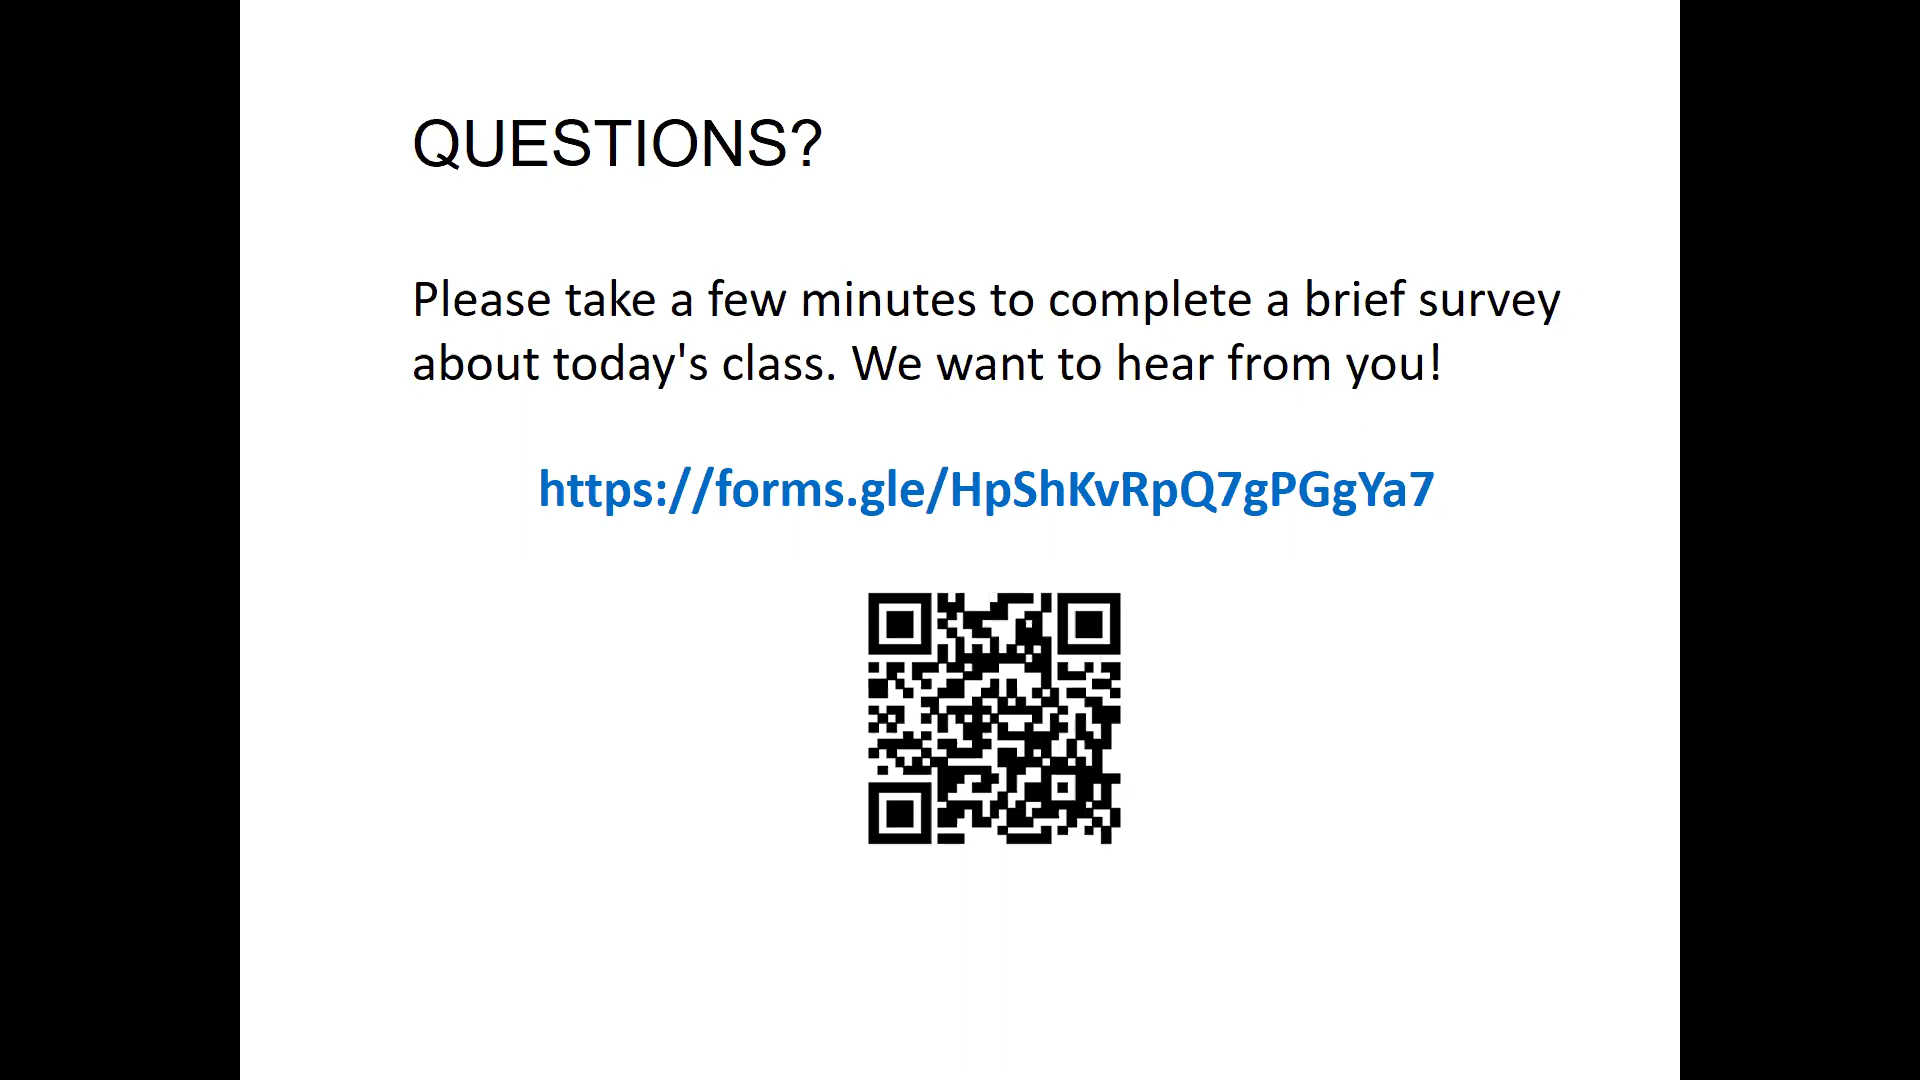 QUESTIONS?
Please take a few minutes to complete a brief survey
about today's class. We want to hear from you!
https://forms.gle/HpShKvRpQ7gPGgYa7